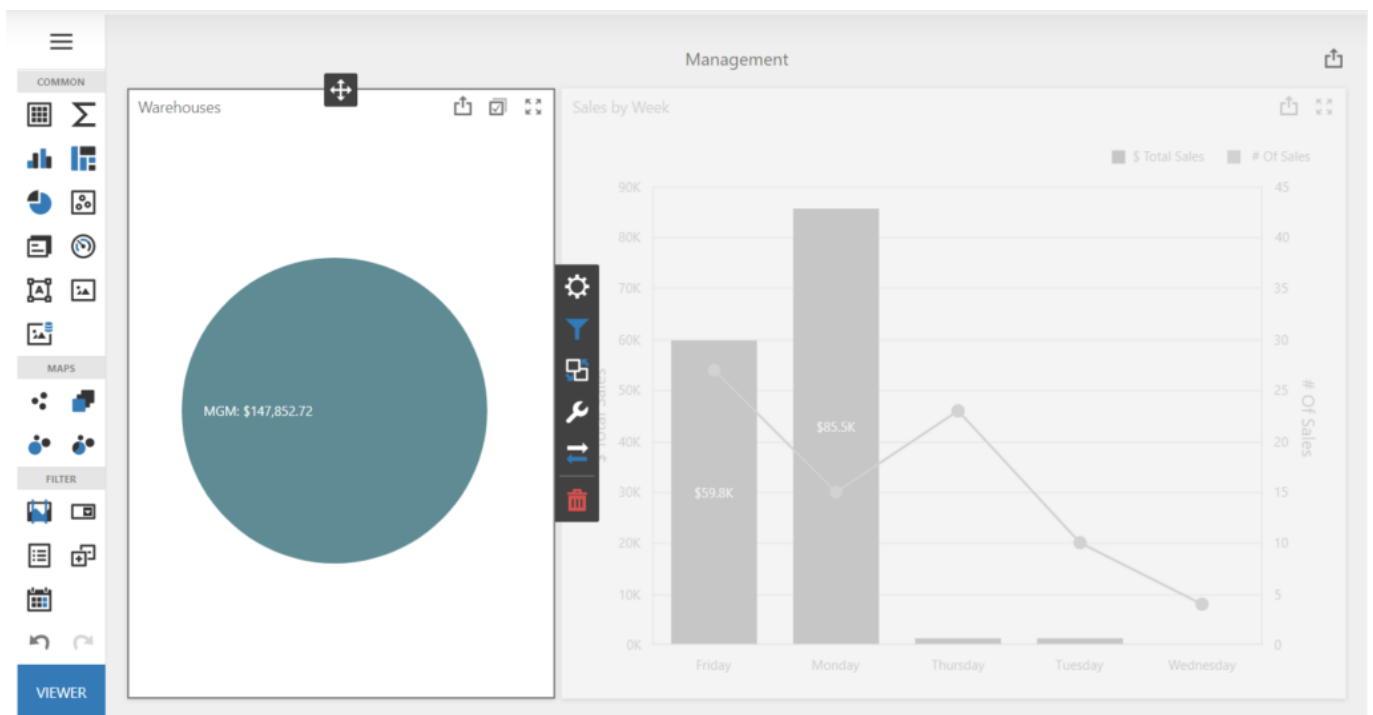 Management
COMMON
MAPS
FILTER
VIEWER
Warehouses
MGM: $147,852.72
Sales by Week
$ Total Sales
# Of Sales
90K
80K
70K
60K
50K
40K
30K
20K
10K
0K
$ Total Sales
$59.8K
$85.5K
45
40
35
30
25
20
15
10
5
0
# Of Sales
Friday
Monday
Thursday
Tuesday
Wednesday